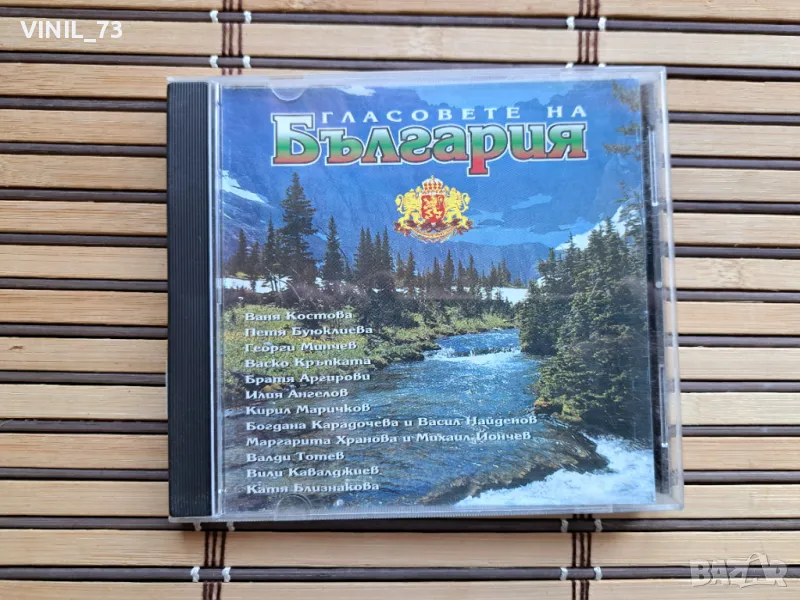 VINIL_73
ГЛАСОВЕТЕ НА
България
Ваня Костова
Петя Буюклиева
Георги Минчев
Васко Кръпката
Братя Аргирови
Илия Ангелов
Кирил Маричков
Богдана Карадочева и Васил Найденов
Маргарита Хранова и Михаил Йончев
Валди Тотев
Вили Кавалджиев
Катя Близнакова
BAZAR